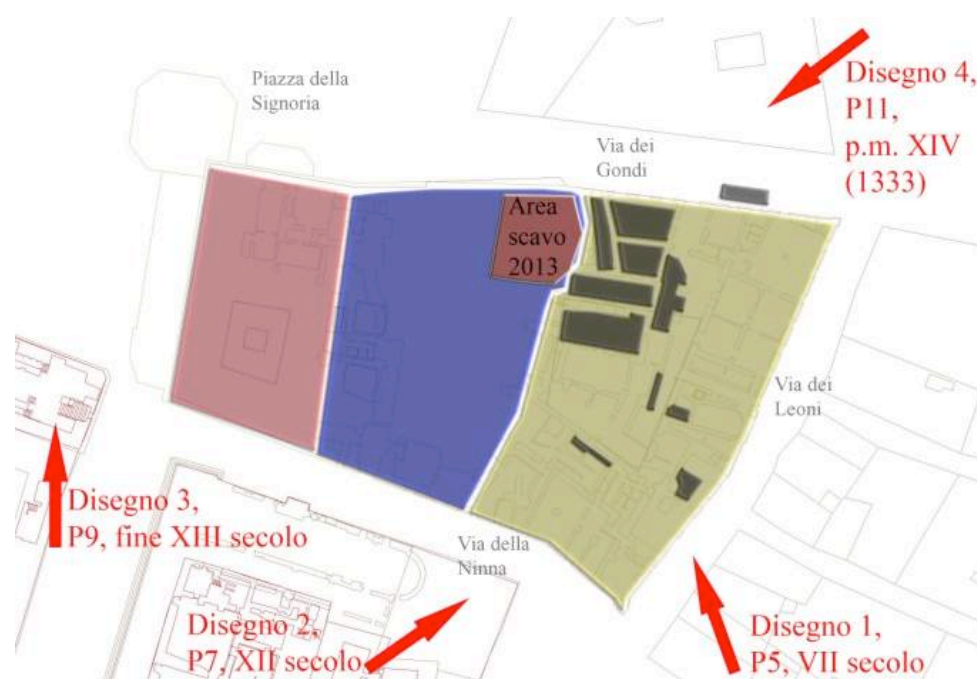 Piazza della
Signoria
Disegno 4,
P11,
p.m. XIV
(1333)
Via dei
Gondi
Area
scavo
2013
Via dei
Leoni
Disegno 3,
P9, fine XIII secolo
Via della
Ninna
Disegno 2,
P7, XII secolo
Disegno 1,
P5, VII secolo